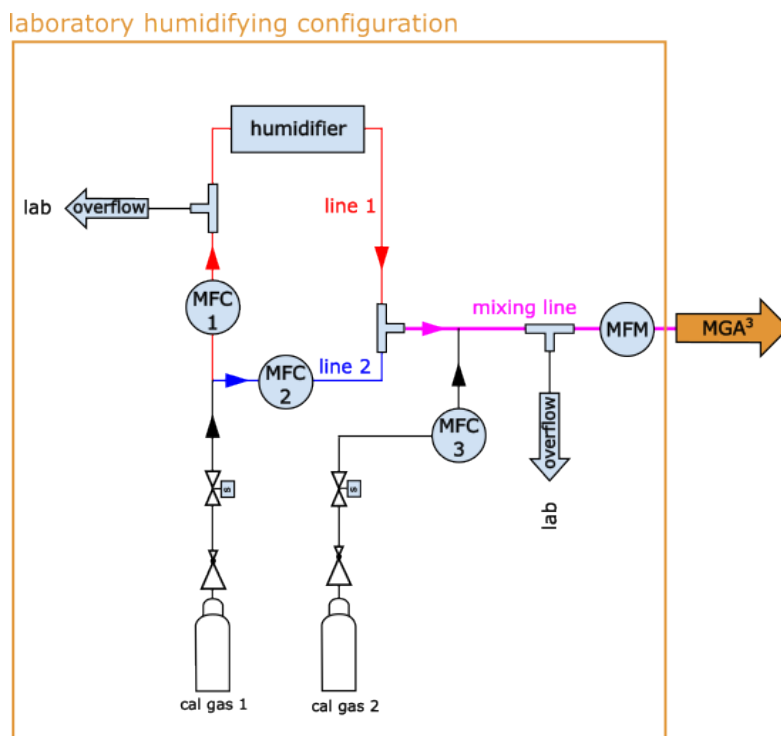 laboratory humidifying configuration
humidifier
lab
overflow
line 1
MFC
1
mixing line
MFM
MGA³
line 2
MFC
2
MFC
3
overflow
s
s
lab
cal gas 1
cal gas 2